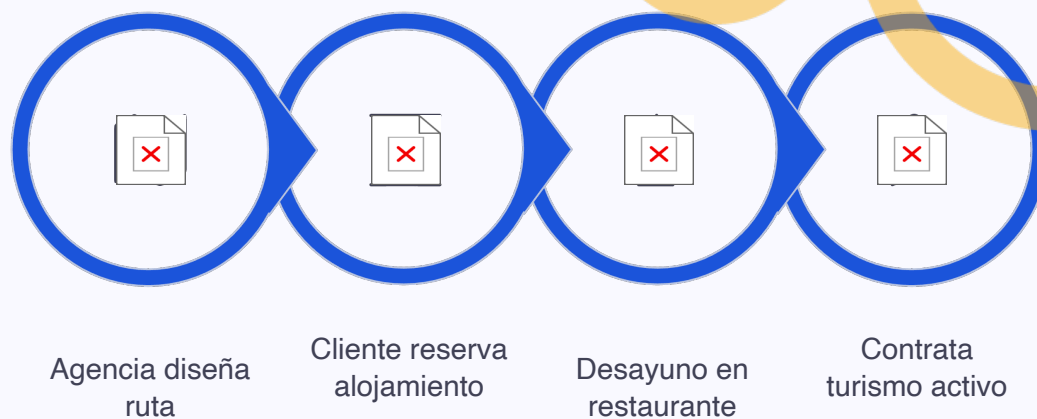 Agencia diseña
ruta
Cliente reserva
alojamiento
Desayuno en
restaurante
Contrata
turismo activo